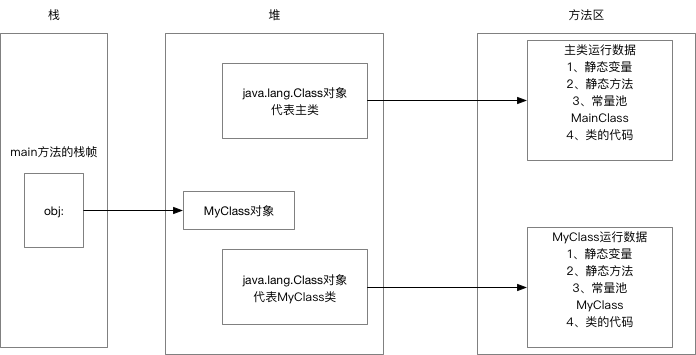 栈
堆
方法区
main方法的栈帧
obj:
java.lang.Class对象
代表主类
MyClass对象
java.lang.Class对象
代表MyClass类
主类运行数据
1、静态变量
2、静态方法
3、常量池
MainClass
4、类的代码
MyClass运行数据
1、静态变量
2、静态方法
3、常量池
MyClass
4、类的代码